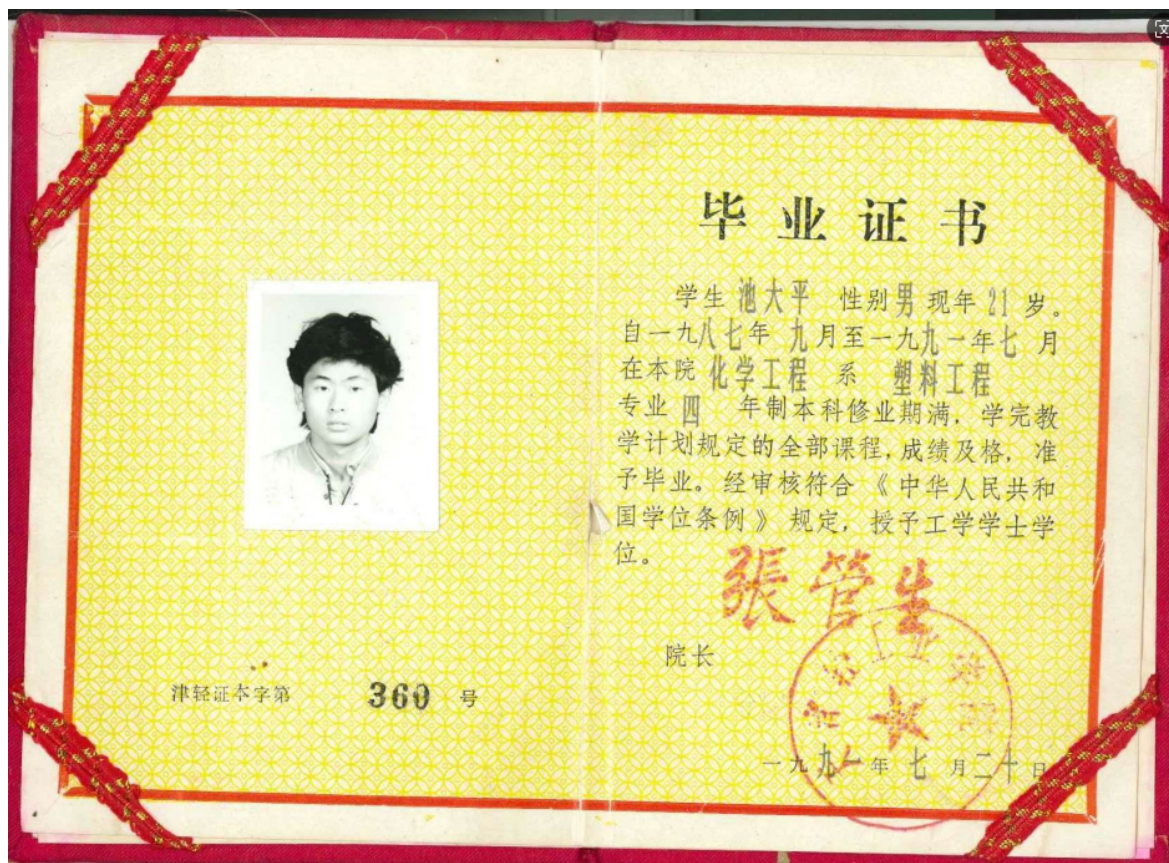 津轻证本字第 360 号
毕业证书
学生 池大平 性别 男 现年 21 岁。
自一九八七年 九月至一九九一年七 月
在本院 化学工程 系 塑料工程
专业 四 年制本科修业期满，学完教
学计划规定的全部课程，成绩及格，准
予毕业。经审核符合《中华人民共和
国学位条例》规定，授予工学学士学
位。
張管生
院长
工业学院
一九九一年 七 月二十日